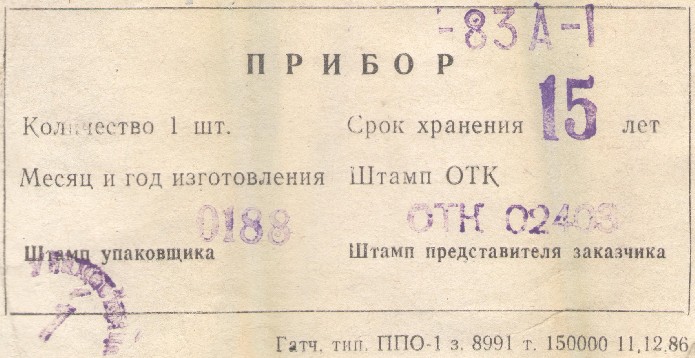 -83А-1
ПРИБОР
Количество 1 шт. Срок хранения 15 лет
Месяц и год изготовления Штамп ОТК
0188 ОТК 02408
Штамп упаковщика Штамп представителя заказчика
Гатч. тип. ППО-1 з. 8991 т. 150000 11.12.86